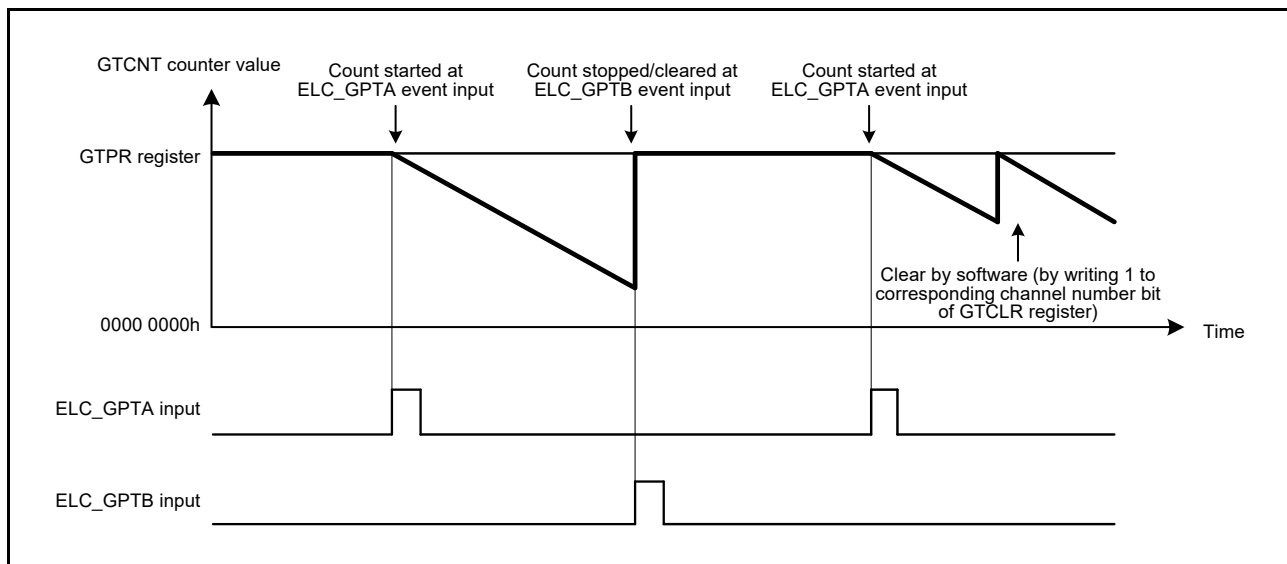 GTCNT counter value
Count started at
ELC_GPTA event input
Count stopped/cleared at
ELC_GPTB event input
Count started at
ELC_GPTA event input
GTPR register
Clear by software (by writing 1 to
corresponding channel number bit
of GTCLR register)
0000 0000h
Time
ELC_GPTA input
ELC_GPTB input